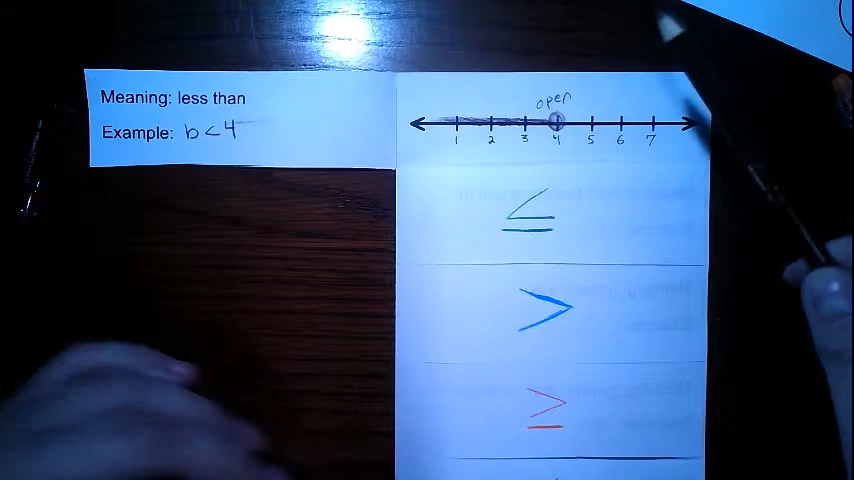 Meaning: less than
Example: b<4
open
1 2 3 4 5 6 7
≤
>
≥